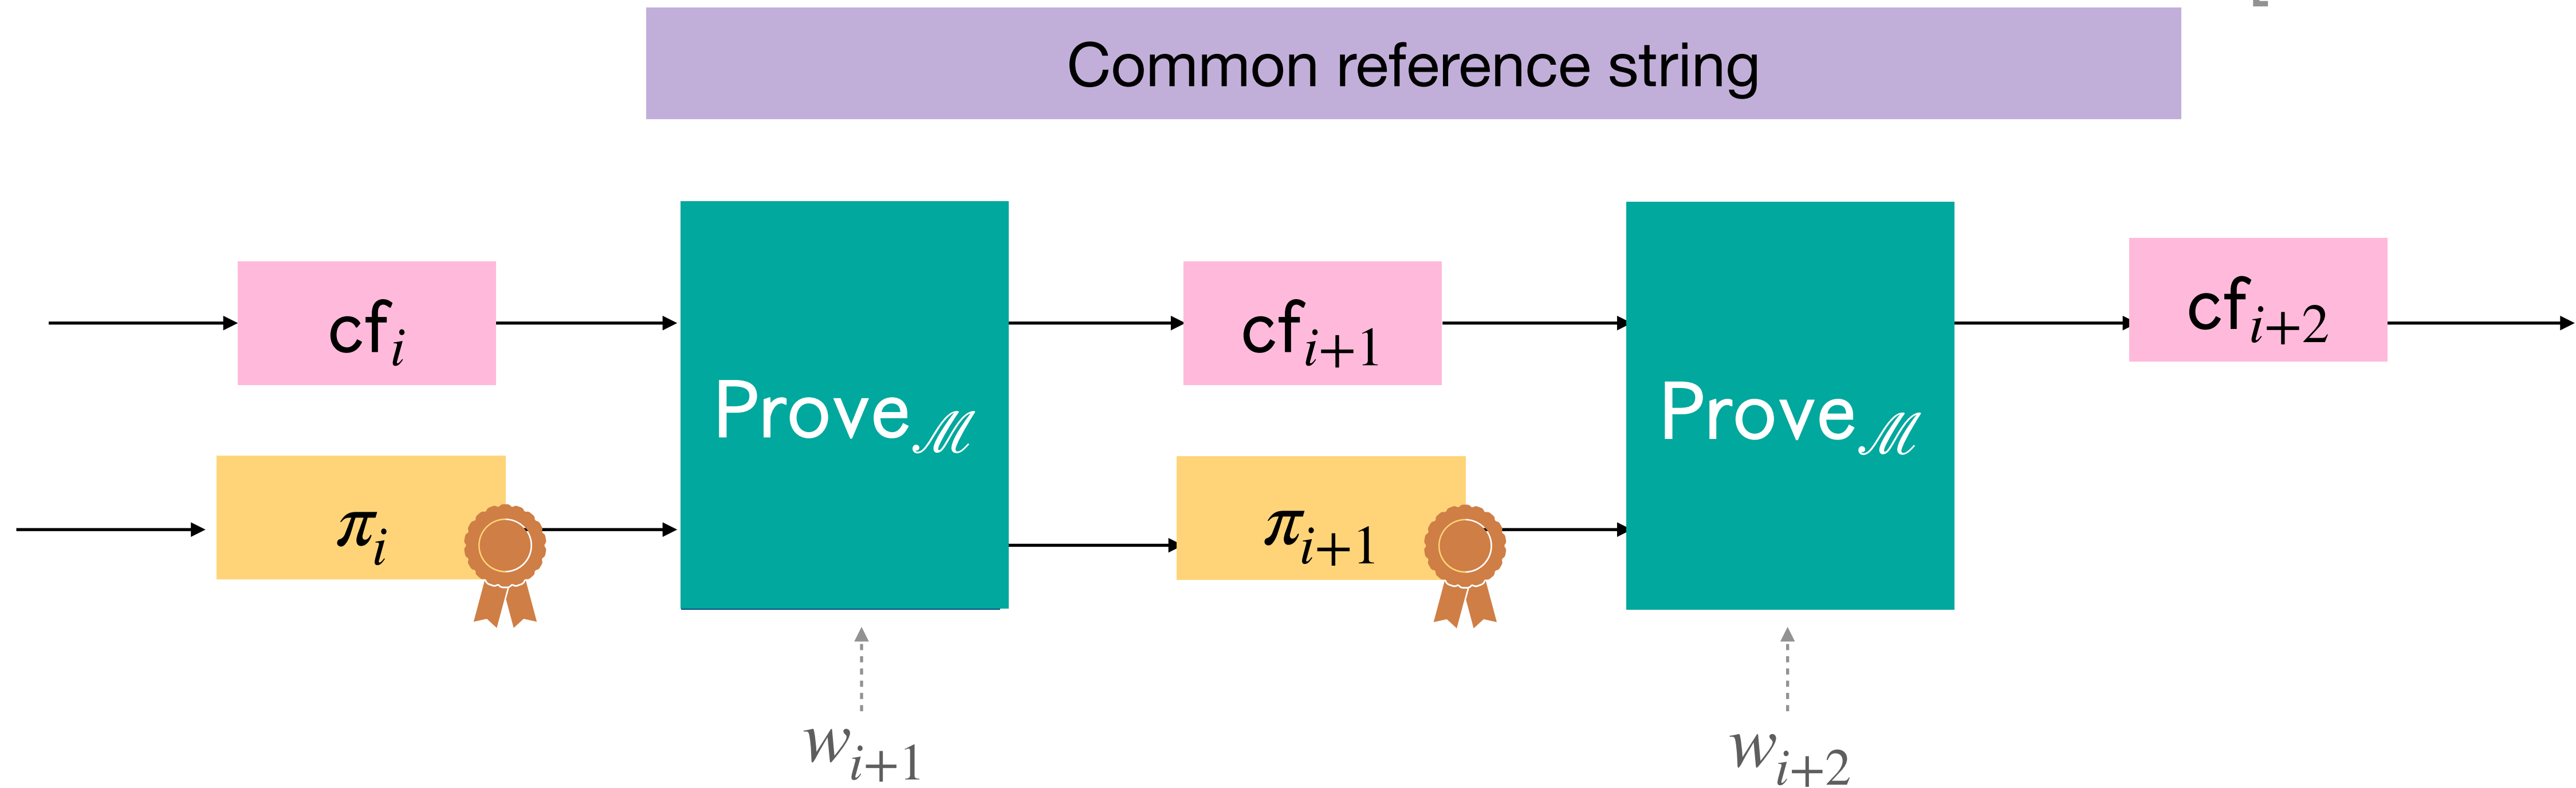 Common reference string
cf_i
cf_{i+1}
cf_{i+2}
Prove_ℳ
Prove_ℳ
π_i
π_{i+1}
w_{i+1}
w_{i+2}